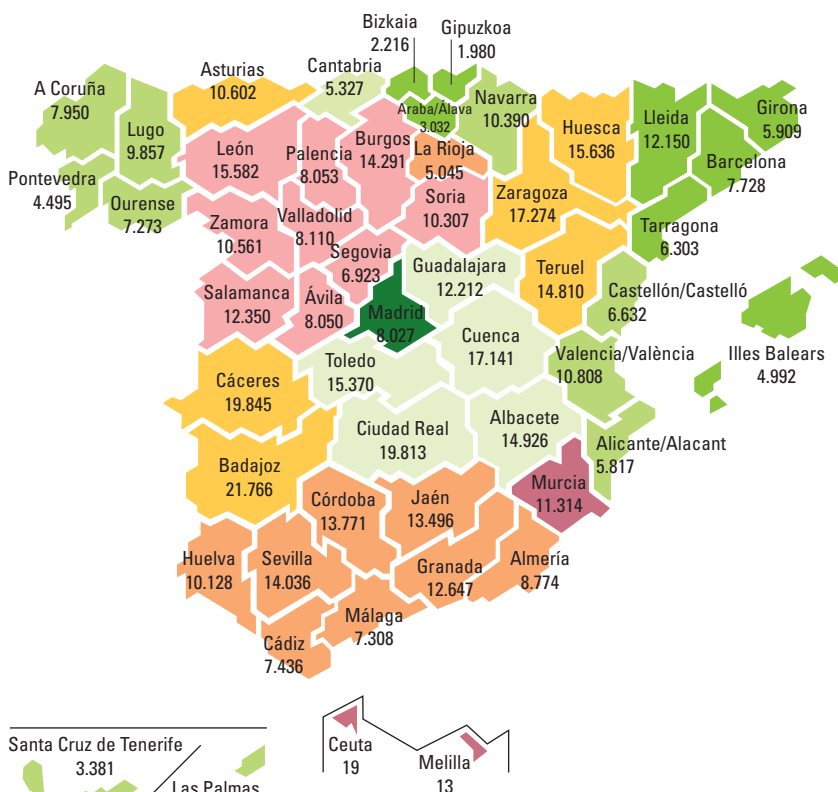 Bizkaia
2.216
Gipuzkoa
1.980
Cantabria
5.327
Asturias
10.602
A Coruña
7.950
Lugo
9.857
Araba/Álava
3.032
Navarra
10.390
Huesca
15.636
Lleida
12.150
Girona
5.909
León
15.582
Palencia
8.053
Burgos
14.291
La Rioja
5.045
Barcelona
7.728
Pontevedra
4.495
Ourense
7.273
Zamora
10.561
Valladolid
8.110
Soria
10.307
Zaragoza
17.274
Tarragona
6.303
Segovia
6.923
Guadalajara
12.212
Teruel
14.810
Castellón/Castelló
6.632
Salamanca
12.350
Ávila
8.050
Madrid
8.027
Cuenca
17.141
Valencia/València
10.808
Illes Balears
4.992
Toledo
15.370
Cáceres
19.845
Ciudad Real
19.813
Albacete
14.926
Alicante/Alacant
5.817
Badajoz
21.766
Murcia
11.314
Córdoba
13.771
Jaén
13.496
Huelva
10.128
Sevilla
14.036
Granada
12.647
Almería
8.774
Málaga
7.308
Cádiz
7.436
Santa Cruz de Tenerife
3.381
Las Palmas
Ceuta
19
Melilla
13